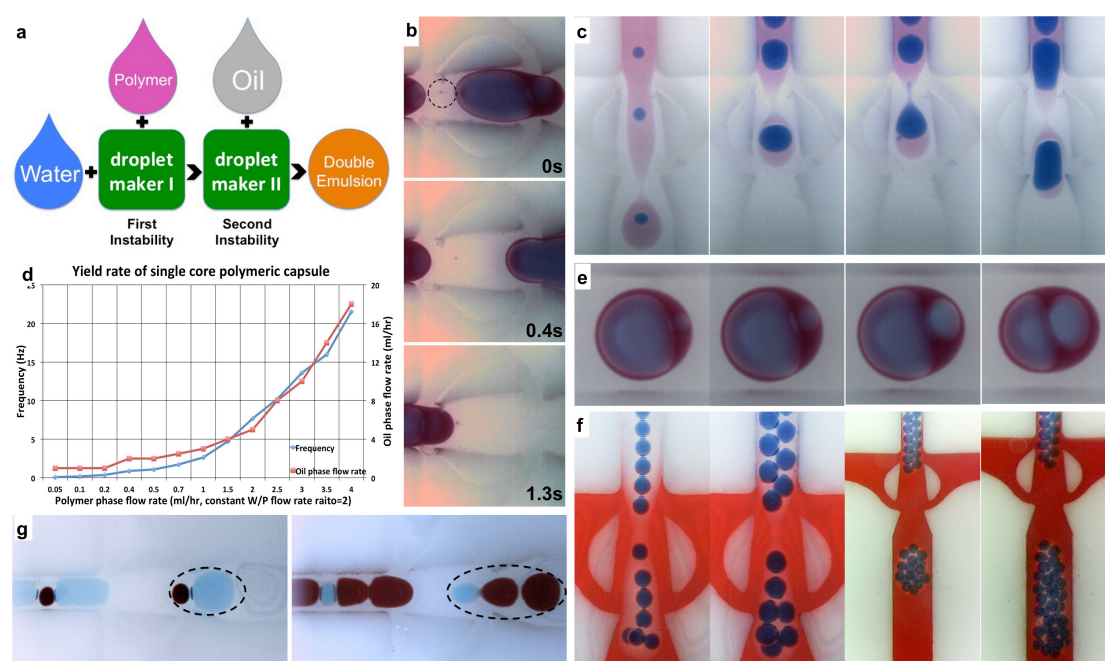 a
Polymer
Oil
Water
droplet
maker I
droplet
maker II
Double
Emulsion
First
Instability
Second
Instability
b
0s
0.4s
1.3s
c
d
Yield rate of single core polymeric capsule
Frequency (Hz)
20
15
10
5
0
Oil phase flow rate (ml/hr)
20
16
12
8
4
0
Frequency
Oil phase flow rate
0.05 0.1 0.2 0.4 0.5 0.7 1 1.5 2 2.5 3 3.5 4
Polymer phase flow rate (ml/hr, constant W/P flow rate raito=2)
e
f
g